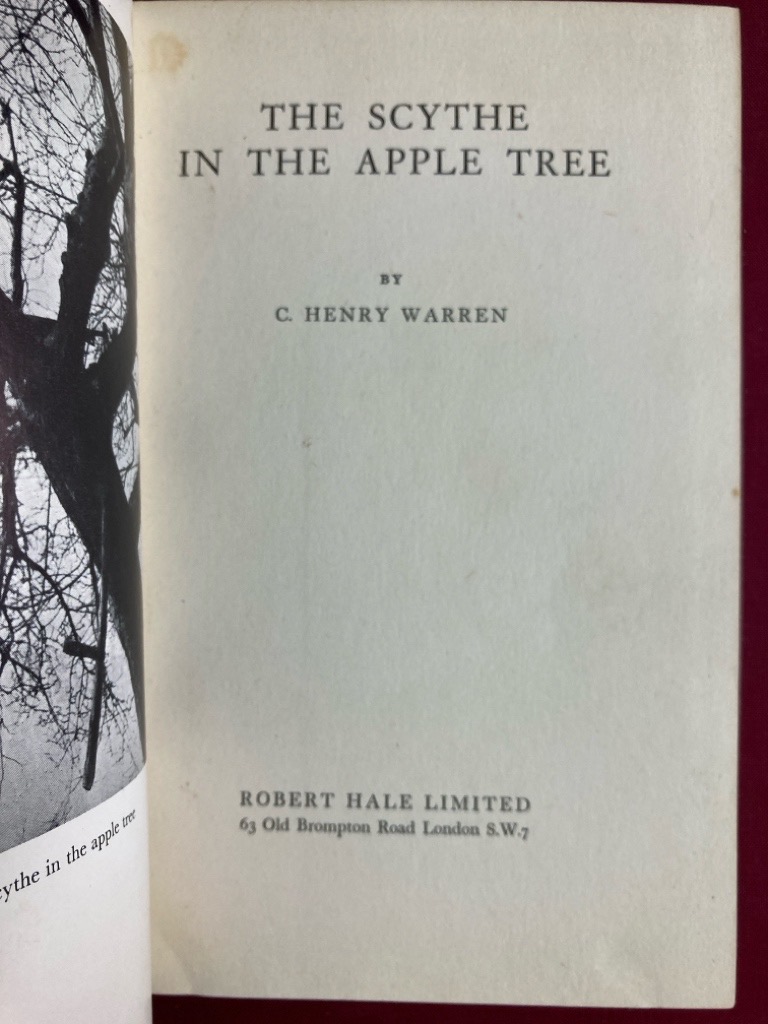 THE SCYTHE
IN THE APPLE TREE
BY
C. HENRY WARREN
ROBERT HALE LIMITED
63 Old Brompton Road London S.W.7
in the apple tree